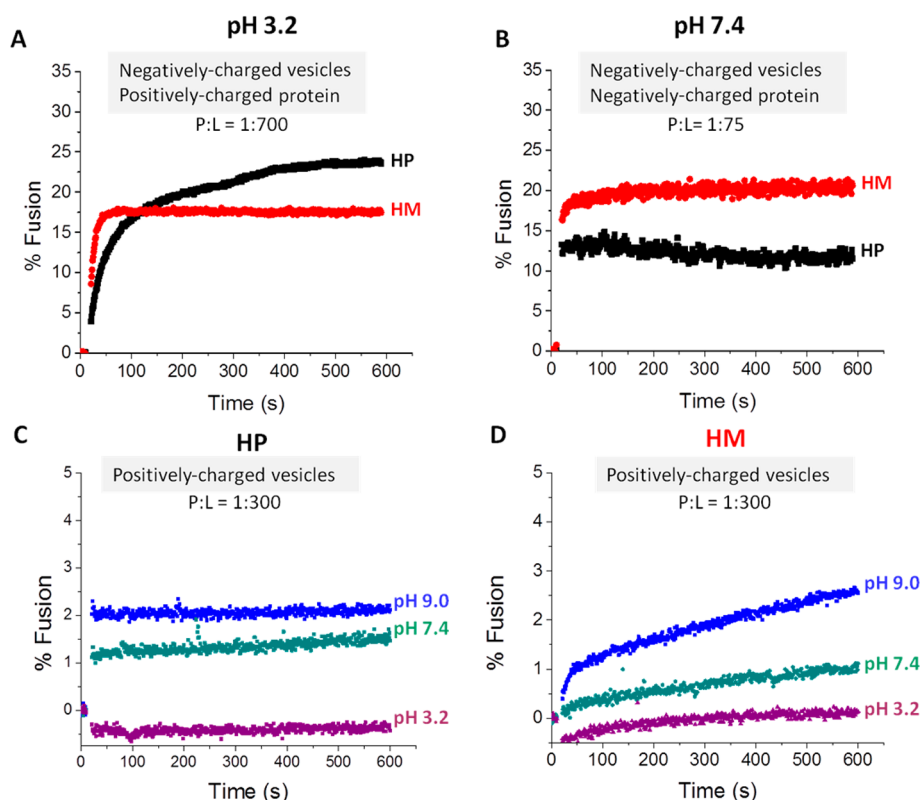 A
pH 3.2
Negatively-charged vesicles
Positively-charged protein
P:L = 1:700
35
30
25
20
15
10
5
0
% Fusion
HP
HM
0 100 200 300 400 500 600
Time (s)
B
pH 7.4
Negatively-charged vesicles
Negatively-charged protein
P:L= 1:75
35
30
25
20
15
10
5
0
% Fusion
HM
HP
0 100 200 300 400 500 600
Time (s)
C
HP
Positively-charged vesicles
P:L = 1:300
5
4
3
2
1
0
% Fusion
pH 9.0
pH 7.4
pH 3.2
0 100 200 300 400 500 600
Time (s)
D
HM
Positively-charged vesicles
P:L = 1:300
5
4
3
2
1
0
% Fusion
pH 9.0
pH 7.4
pH 3.2
0 100 200 300 400 500 600
Time (s)